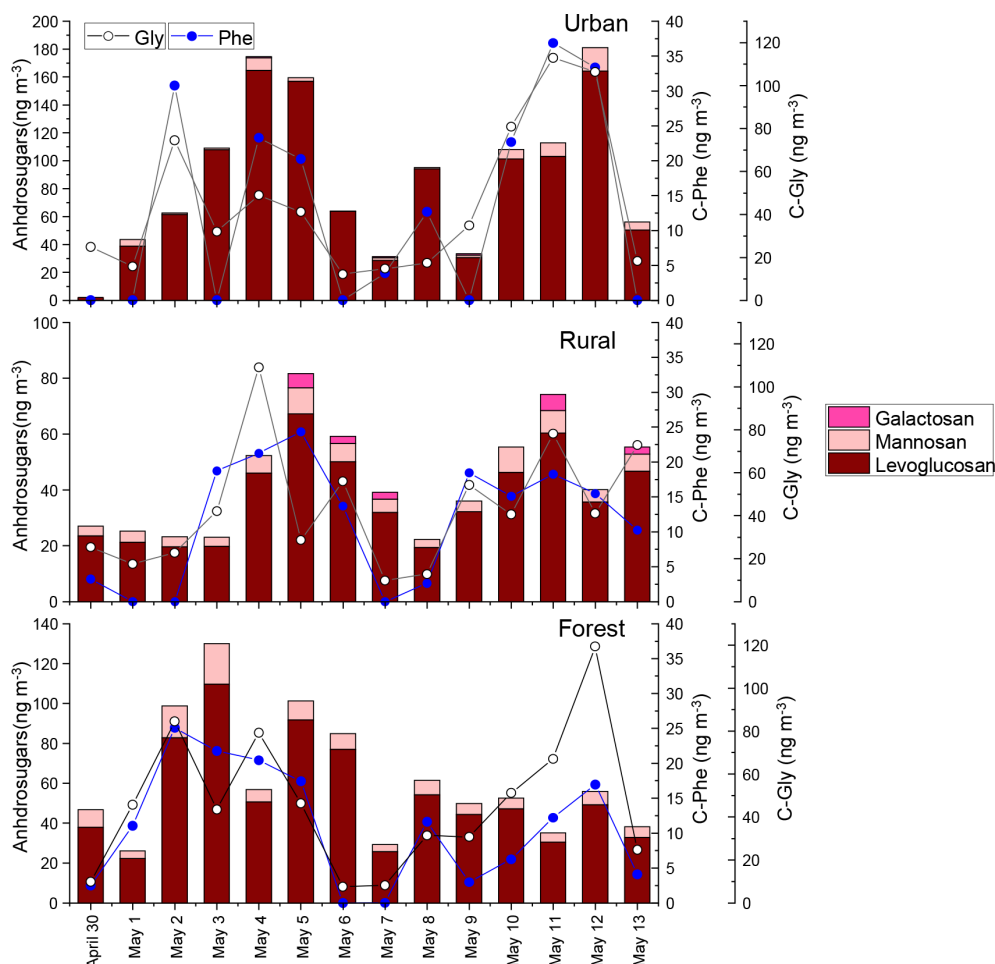 Urban
Gly
Phe
Anhdrosugars(ng m-3)
200
180
160
140
120
100
80
60
40
20
0
40
35
30
25
20
15
10
5
0
C-Phe (ng m-3)
120
100
80
60
40
20
0
C-Gly (ng m-3)
Rural
Anhdrosugars(ng m-3)
100
80
60
40
20
0
40
35
30
25
20
15
10
5
0
C-Phe (ng m-3)
120
100
80
60
40
20
0
C-Gly (ng m-3)
Galactosan
Mannosan
Levoglucosan
Forest
Anhdrosugars(ng m-3)
140
120
100
80
60
40
20
0
40
35
30
25
20
15
10
5
0
C-Phe (ng m-3)
120
100
80
60
40
20
0
C-Gly (ng m-3)
April 30
May 1
May 2
May 3
May 4
May 5
May 6
May 7
May 8
May 9
May 10
May 11
May 12
May 13